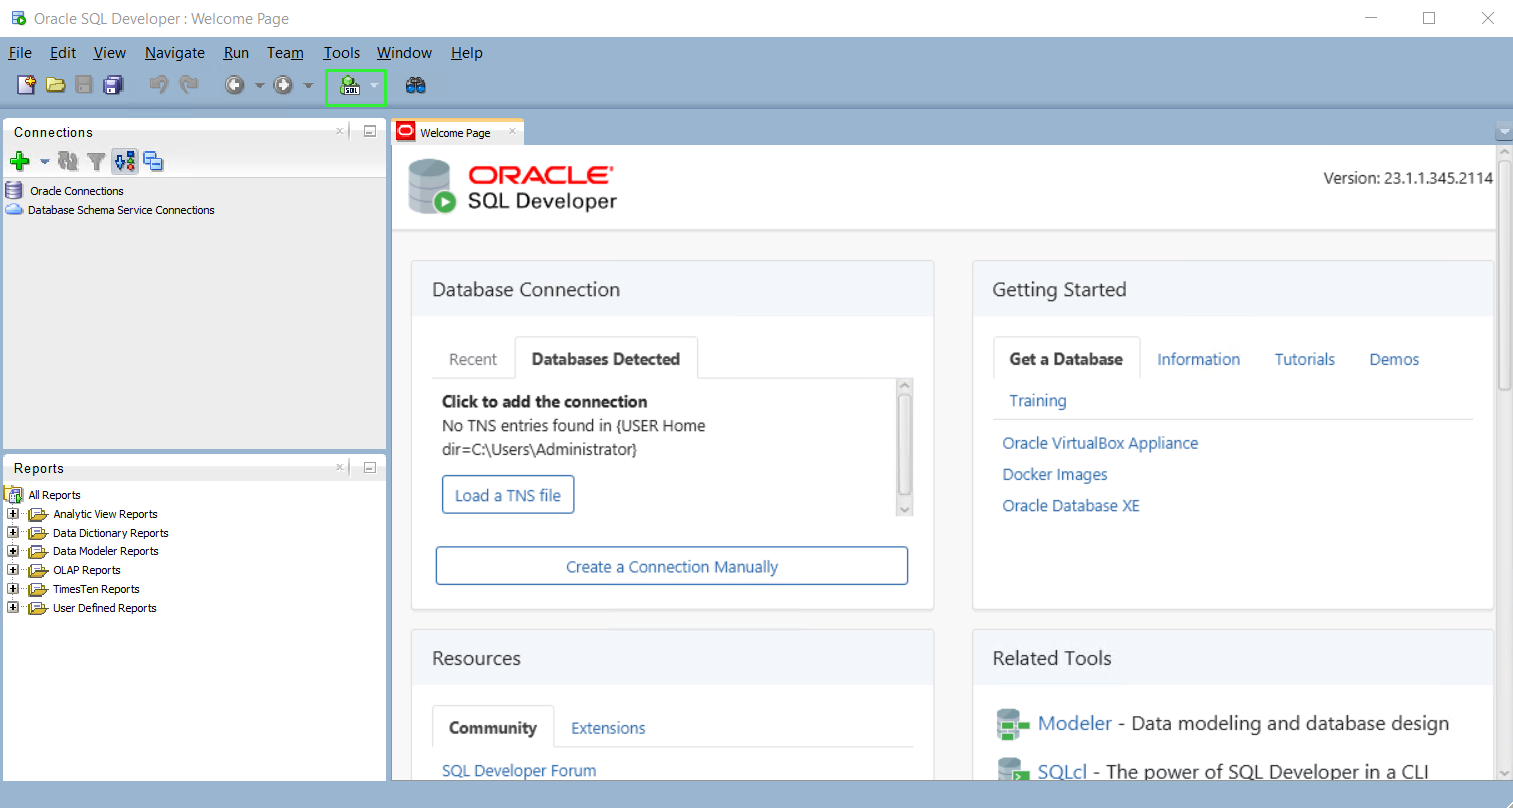 Oracle SQL Developer : Welcome Page
File Edit View Navigate Run Team Tools Window Help
SQL
Connections
Oracle Connections
Database Schema Service Connections
Reports
All Reports
Analytic View Reports
Data Dictionary Reports
Data Modeler Reports
OLAP Reports
TimesTen Reports
User Defined Reports
Welcome Page
ORACLE
SQL Developer
Version: 23.1.1.345.2114
Database Connection
Recent Databases Detected
Click to add the connection
No TNS entries found in {USER Home
dir=C:\Users\Administrator}
Load a TNS file
Create a Connection Manually
Getting Started
Get a Database Information Tutorials Demos
Training
Oracle VirtualBox Appliance
Docker Images
Oracle Database XE
Resources
Community Extensions
SQL Developer Forum
Related Tools
Modeler - Data modeling and database design
SQLcl - The power of SQL Developer in a CLI